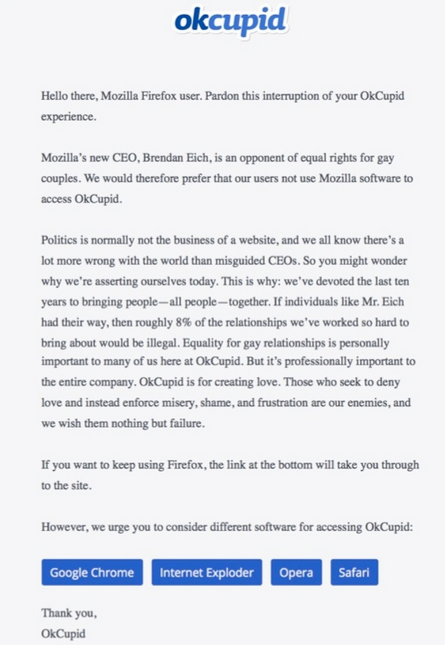 okcupid
Hello there, Mozilla Firefox user. Pardon this interruption of your OkCupid
experience.
Mozilla's new CEO, Brendan Eich, is an opponent of equal rights for gay
couples. We would therefore prefer that our users not use Mozilla software to
access OkCupid.
Politics is normally not the business of a website, and we all know there's a
lot more wrong with the world than misguided CEOs. So you might wonder
why we're asserting ourselves today. This is why: we've devoted the last ten
years to bringing people—all people—together. If individuals like Mr. Eich
had their way, then roughly 8% of the relationships we've worked so hard to
bring about would be illegal. Equality for gay relationships is personally
important to many of us here at OkCupid. But it's professionally important to
the entire company. OkCupid is for creating love. Those who seek to deny
love and instead enforce misery, shame, and frustration are our enemies, and
we wish them nothing but failure.
If you want to keep using Firefox, the link at the bottom will take you through
to the site.
However, we urge you to consider different software for accessing OkCupid:
Google Chrome Internet Exploder Opera Safari
Thank you,
OkCupid